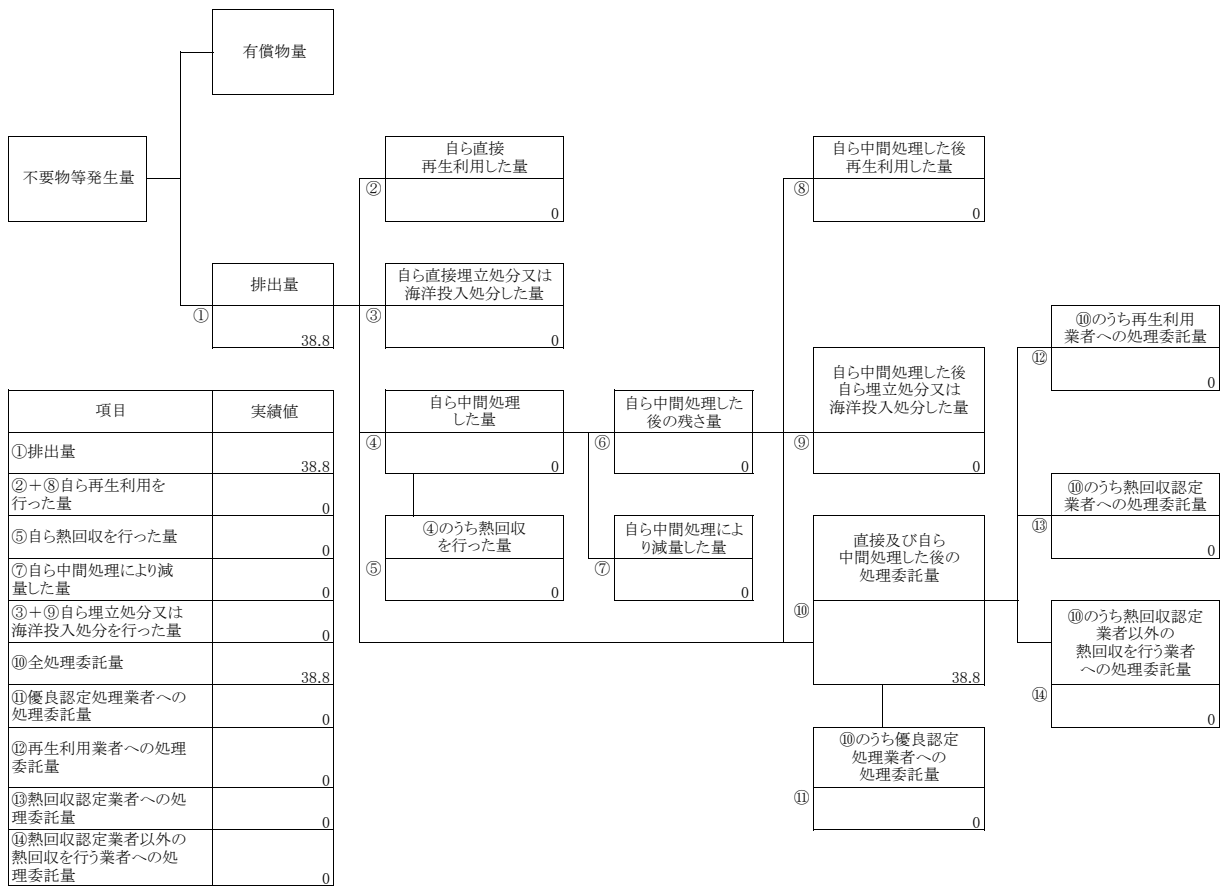 有償物量
不要物等発生量
排出量
①
38.8
自ら直接
再生利用した量
②
0
自ら直接埋立処分又は
海洋投入処分した量
③
0
自ら中間処理
した量
④
0
④のうち熱回収
を行った量
⑤
0
自ら中間処理した
後の残さ量
⑥
0
自ら中間処理によ
り減量した量
⑦
0
自ら中間処理した後
再生利用した量
⑧
0
自ら中間処理した後
自ら埋立処分又は
海洋投入処分した量
⑨
0
直接及び自ら
中間処理した後の
処理委託量
⑩
38.8
⑩のうち優良認定
処理業者への
処理委託量
⑪
0
⑩のうち再生利用
業者への処理委託量
⑫
0
⑩のうち熱回収認定
業者への処理委託量
⑬
0
⑩のうち熱回収認定
業者以外の
熱回収を行う業者
への処理委託量
⑭
0
項目 実績値
①排出量
38.8
②+⑧自ら再生利用を
行った量
0
⑤自ら熱回収を行った量
0
⑦自ら中間処理により減
量した量
0
③+⑨自ら埋立処分又は
海洋投入処分を行った量
0
⑩全処理委託量
38.8
⑪優良認定処理業者への
処理委託量
0
⑫再生利用業者への処理
委託量
0
⑬熱回収認定業者への処
理委託量
0
⑭熱回収認定業者以外の
熱回収を行う業者への処
理委託量
0